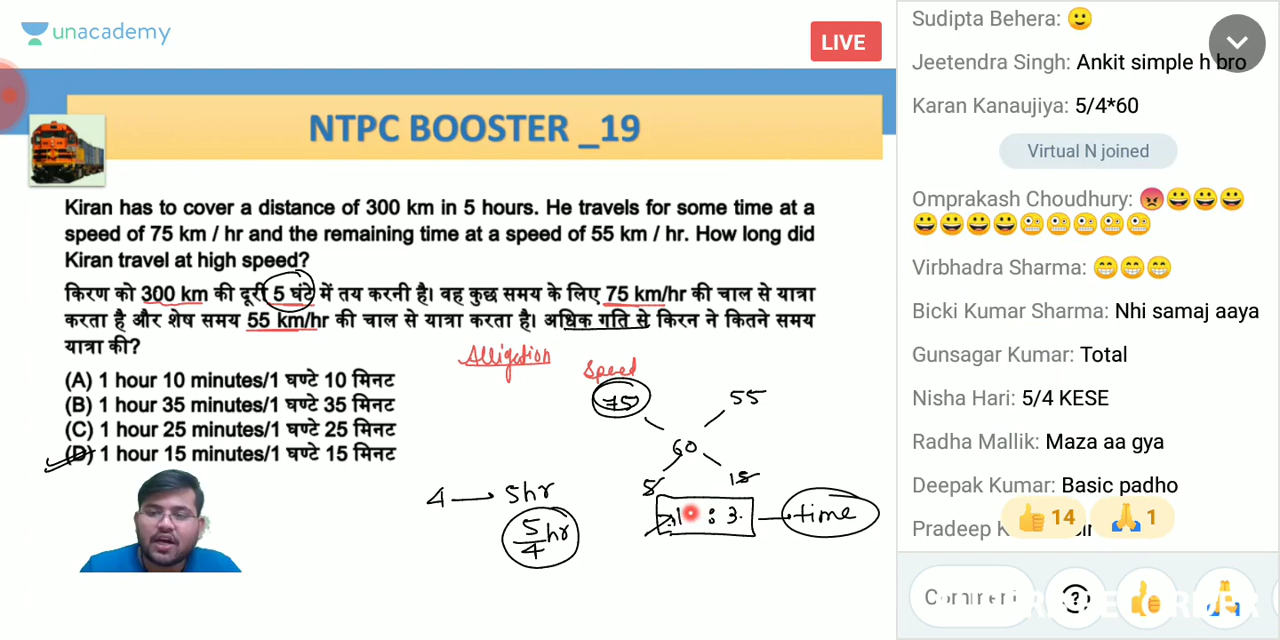 unacademy
LIVE
NTPC BOOSTER _19
Kiran has to cover a distance of 300 km in 5 hours. He travels for some time at a
speed of 75 km / hr and the remaining time at a speed of 55 km / hr. How long did
Kiran travel at high speed?
किरण को 300 km की दूरी 5 घंटे में तय करनी है। वह कुछ समय के लिए 75 km/hr की चाल से यात्रा
करता है और शेष समय 55 km/hr की चाल से यात्रा करता है। अधिक गति से किरन ने कितने समय
यात्रा की?
(A) 1 hour 10 minutes/1 घण्टे 10 मिनट
(B) 1 hour 35 minutes/1 घण्टे 35 मिनट
(C) 1 hour 25 minutes/1 घण्टे 25 मिनट
(D) 1 hour 15 minutes/1 घण्टे 15 मिनट
Alligation
Speed
75 55
60
5 15
1 : 3
time
4 5hr
5/4 hr
Sudipta Behera:
Jeetendra Singh: Ankit simple h bro
Karan Kanaujiya: 5/4*60
Virtual N joined
Omprakash Choudhury:
Virbhadra Sharma:
Bicki Kumar Sharma: Nhi samaj aaya
Gunsagar Kumar: Total
Nisha Hari: 5/4 KESE
Radha Mallik: Maza aa gya
Deepak Kumar: Basic padho
Pradeep
14
1
Comment